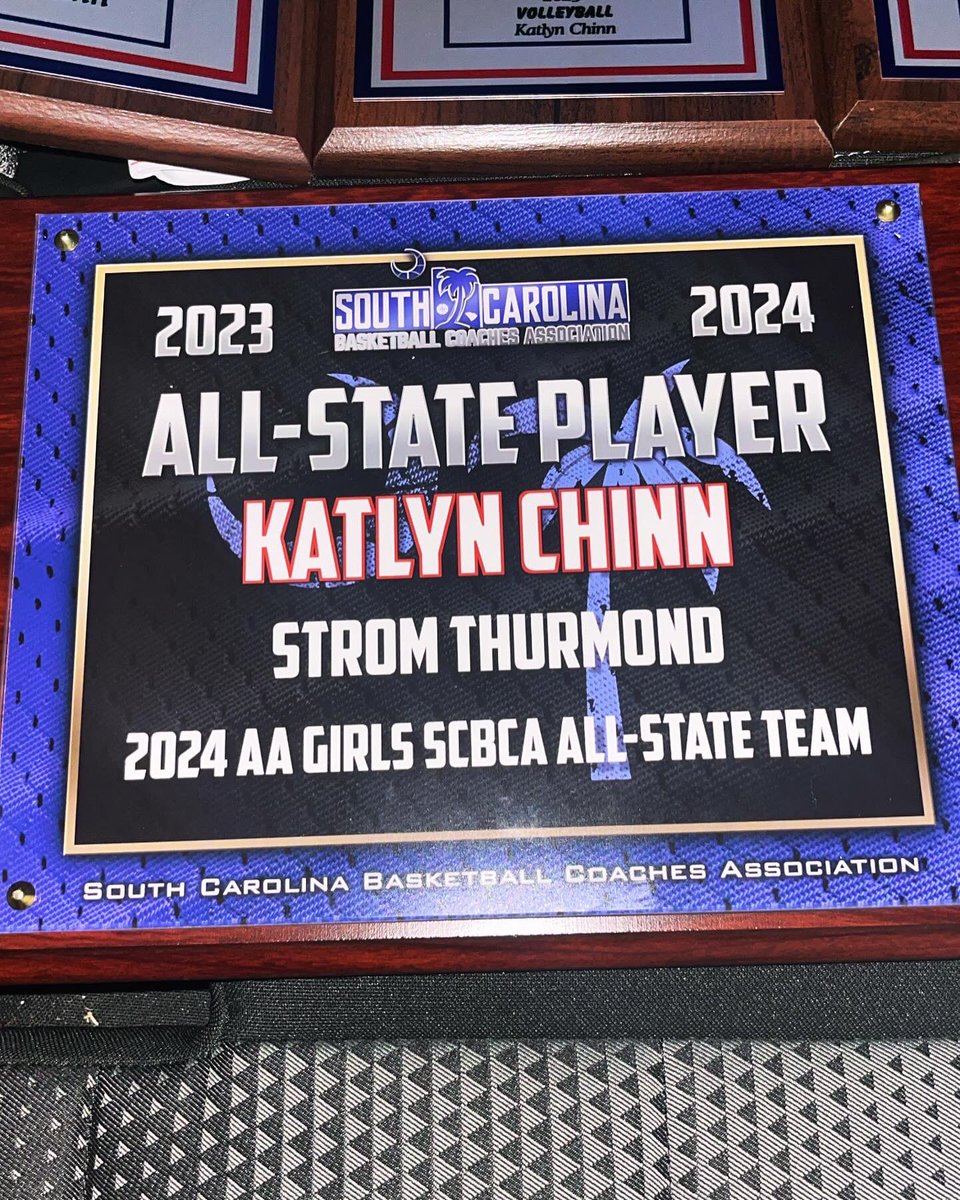 VOLLEYBALL
Katlyn Chinn
2023
SOUTH CAROLINA
BASKETBALL COACHES ASSOCIATION
2024
ALL-STATE PLAYER
KATLYN CHINN
STROM THURMOND
2024 AA GIRLS SCBCA ALL-STATE TEAM
SOUTH CAROLINA BASKETBALL COACHES ASSOCIATION